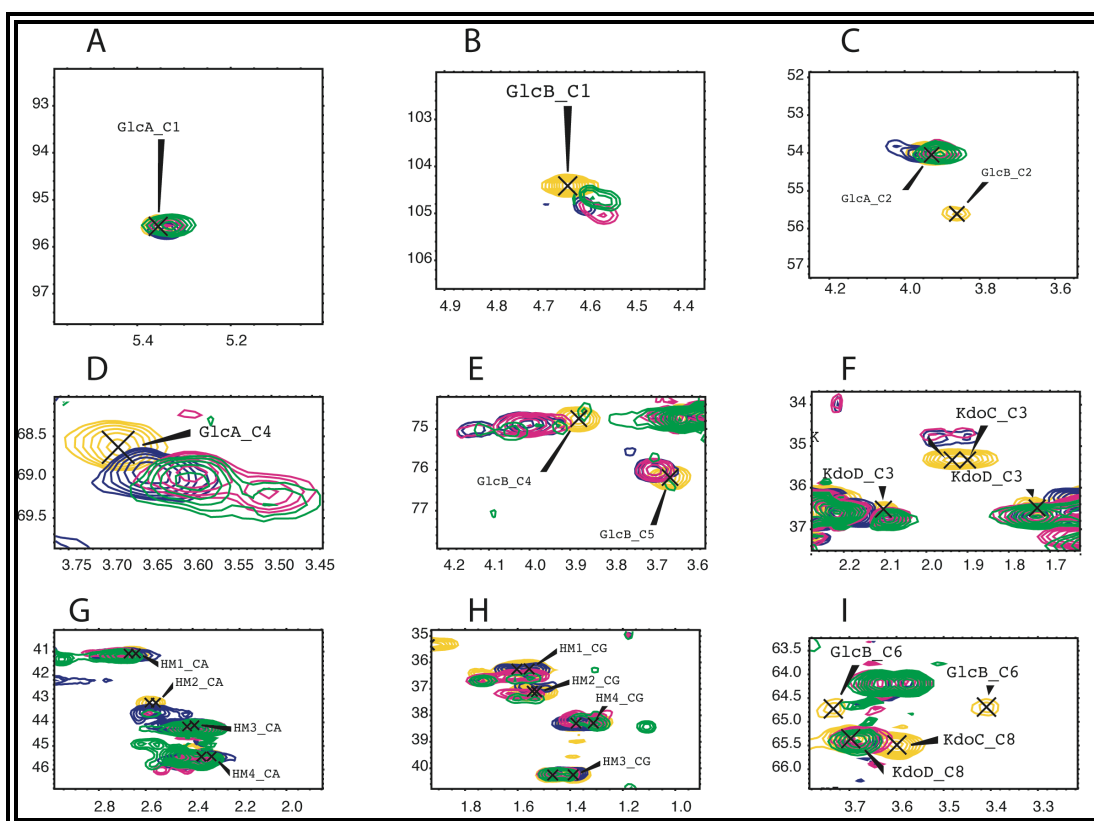 A
B
C
93
94
95
96
97
GlcA_C1
5.4
5.2
103
104
105
106
GlcB_C1
4.9
4.8
4.7
4.6
4.5
4.4
52
53
54
55
56
57
GlcA_C2
GlcB_C2
4.2
4.0
3.8
3.6
D
E
F
68.5
69.0
69.5
GlcA_C4
3.75
3.70
3.65
3.60
3.55
3.50
3.45
75
76
77
GlcB_C4
GlcB_C5
4.2
4.1
4.0
3.9
3.8
3.7
3.6
34
35
36
37
K
KdoC_C3
KdoD_C3
KdoD_C3
2.2
2.1
2.0
1.9
1.8
1.7
G
H
I
41
42
43
44
45
46
HM1_CA
HM2_CA
HM3_CA
HM4_CA
2.8
2.6
2.4
2.2
2.0
35
36
37
38
39
40
HM1_CG
HM2_CG
HM4_CG
HM3_CG
1.8
1.6
1.4
1.2
1.0
63.5
64.0
64.5
65.0
65.5
66.0
GlcB_C6
GlcB_C6
KdoC_C8
KdoD_C8
3.7
3.6
3.5
3.4
3.3